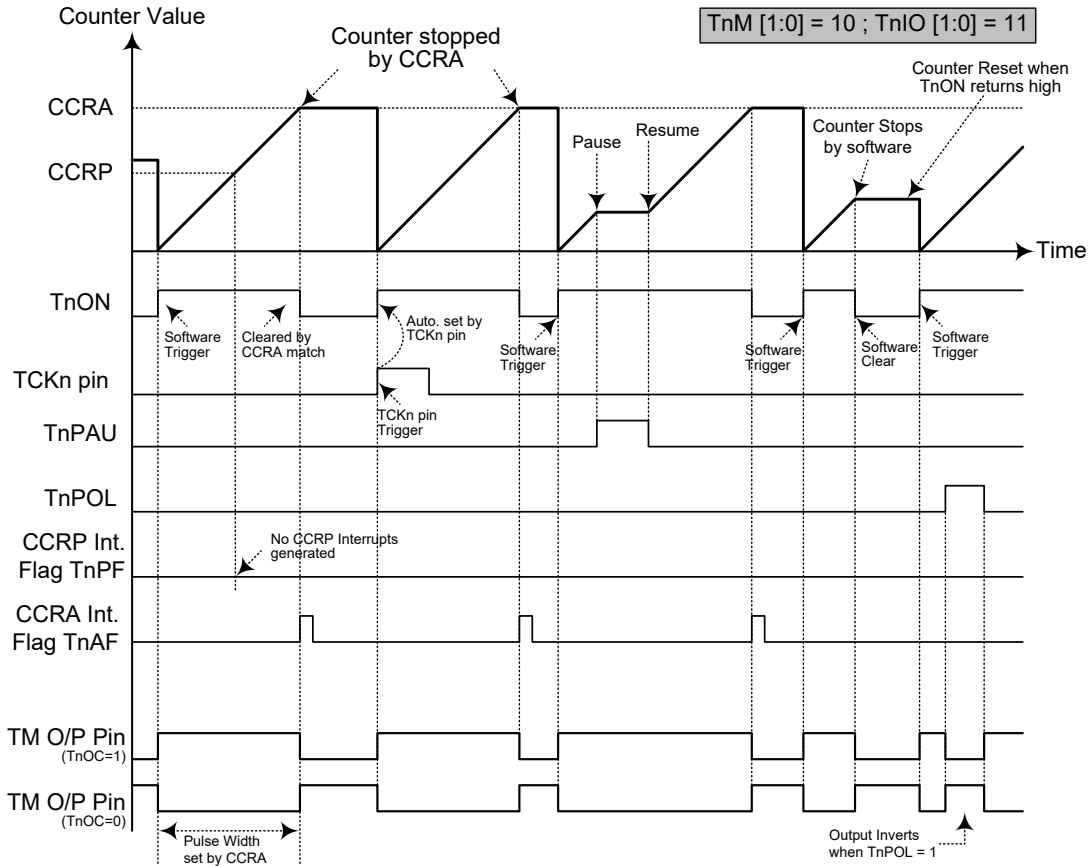 Counter Value
TnM [1:0] = 10 ; TnIO [1:0] = 11
Counter stopped
by CCRA
Counter Reset when
TnON returns high
CCRA
CCRP
Pause
Resume
Counter Stops
by software
Time
TnON
Software
Trigger
Cleared by
CCRA match
Auto. set by
TCKn pin
Software
Trigger
Software
Trigger
Software
Clear
Software
Trigger
TCKn pin
TCKn pin
Trigger
TnPAU
TnPOL
CCRP Int.
Flag TnPF
No CCRP Interrupts
generated
CCRA Int.
Flag TnAF
TM O/P Pin
(TnOC=1)
TM O/P Pin
(TnOC=0)
Pulse Width
set by CCRA
Output Inverts
when TnPOL = 1